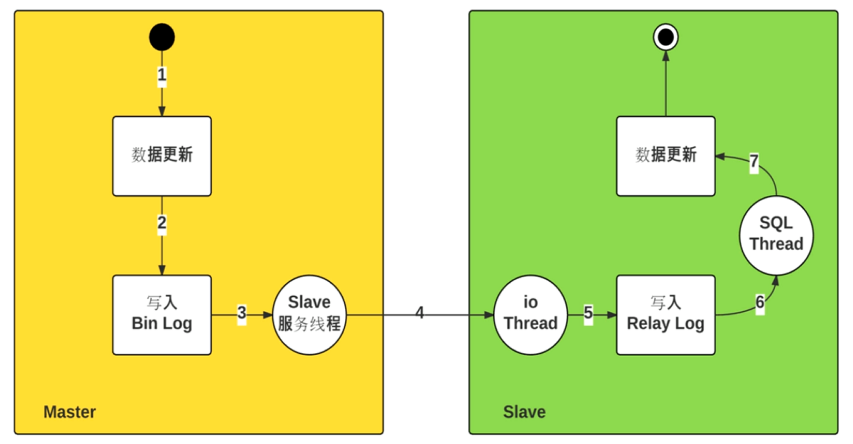 1
数据更新
2
写入
Bin Log
3
Slave
服务线程
4
Master
数据更新
7
SQL
Thread
io
Thread
5
写入
Relay Log
6
Slave